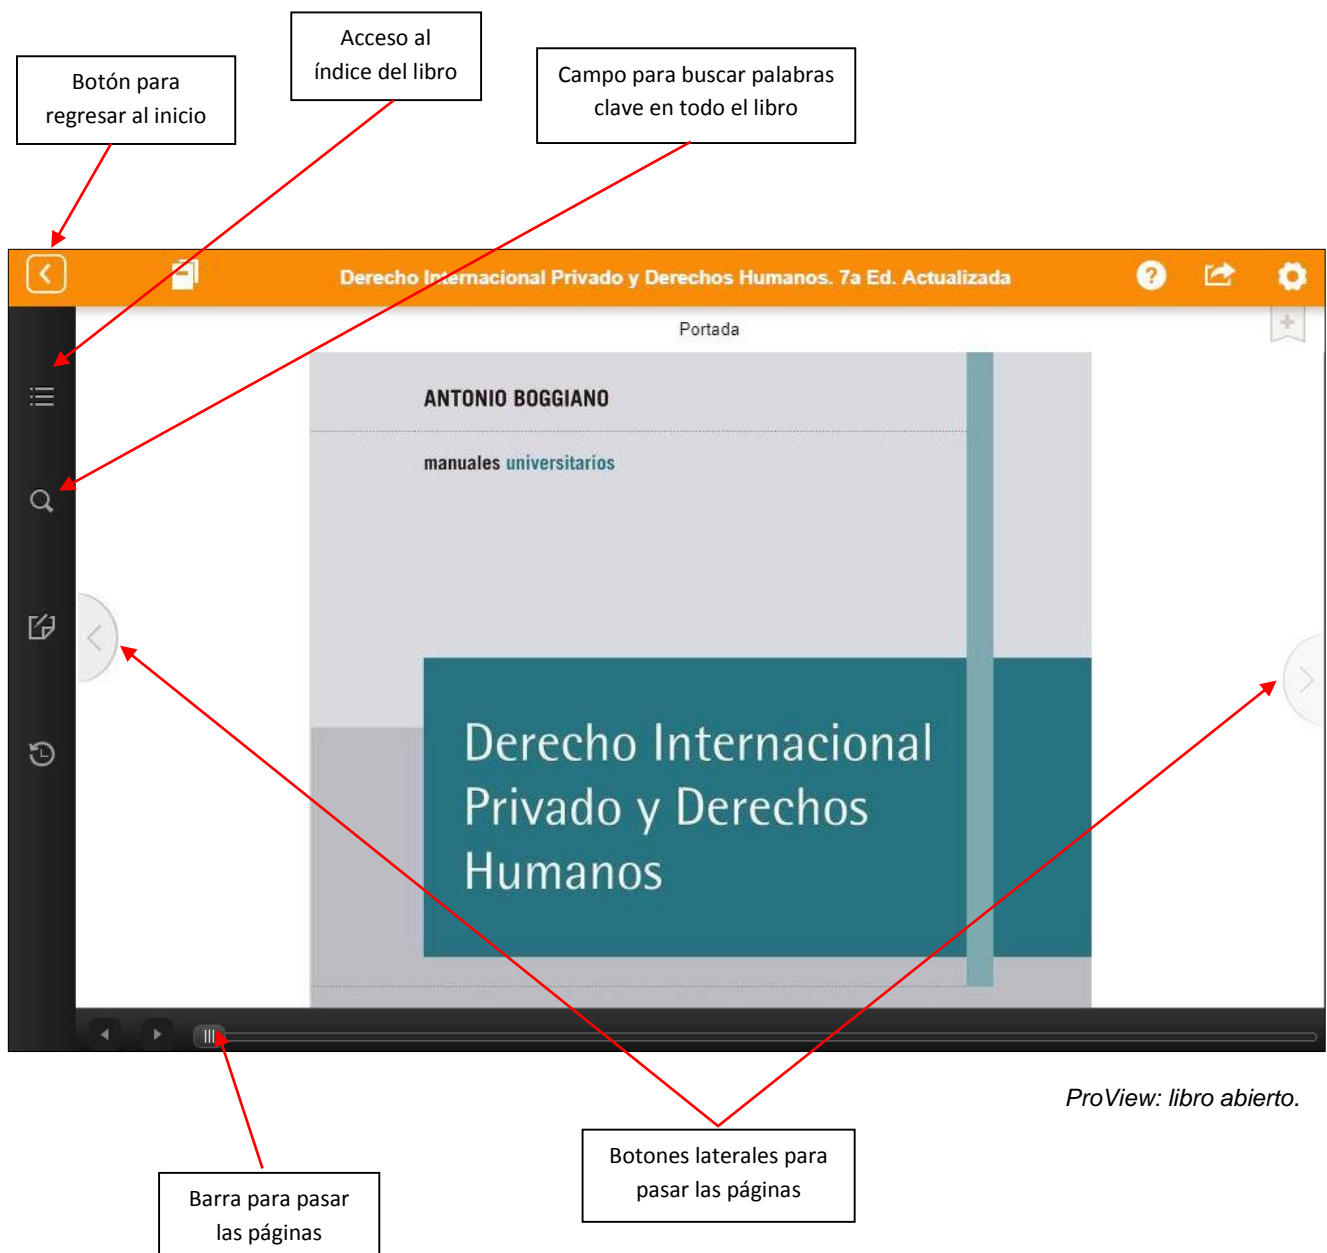 Acceso al
índice del libro
Botón para
regresar al inicio
Campo para buscar palabras
clave en todo el libro
Derecho Internacional Privado y Derechos Humanos. 7a Ed. Actualizada
Portada
ANTONIO BOGGIANO
manuales universitarios
Derecho Internacional
Privado y Derechos
Humanos
ProView: libro abierto.
Botones laterales para
pasar las páginas
Barra para pasar
las páginas